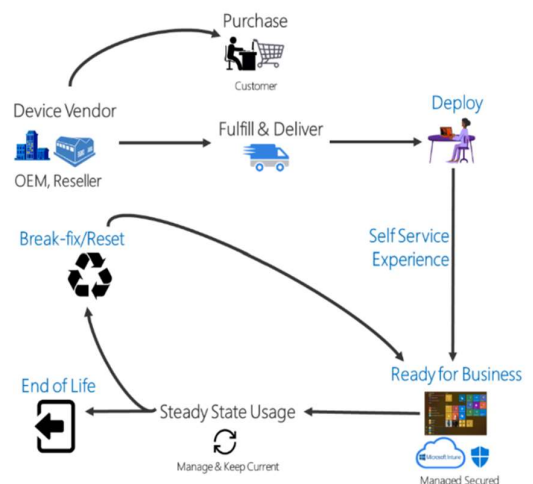 Purchase
Customer
Device Vendor
OEM, Reseller
Fulfill & Deliver
Deploy
Self Service
Experience
Break-fix/Reset
Ready for Business
Microsoft Intune
Managed Secured
Steady State Usage
Manage & Keep Current
End of Life